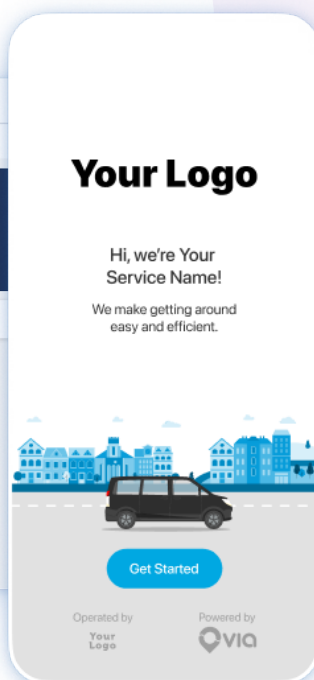 Your Logo
Hi, we’re Your
Service Name!
We make getting around
easy and efficient.
Get Started
Operated by
Your
Logo
Powered by
via